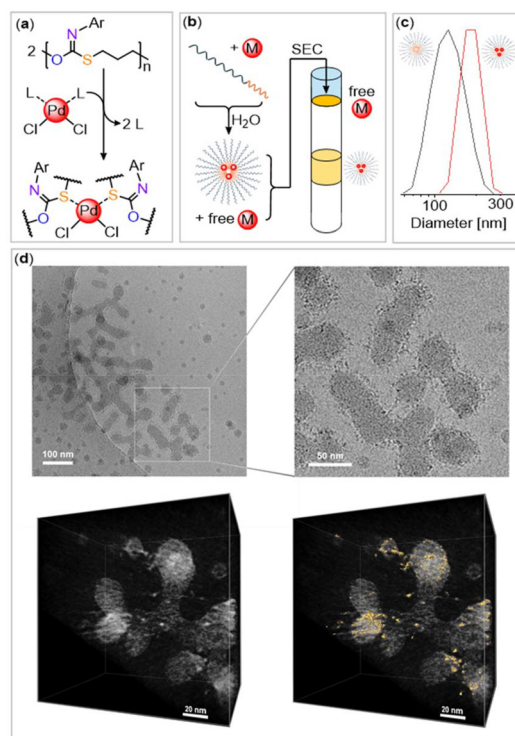 (a)
N
Ar
2
O
S
n
L
L
Pd
Cl
Cl
2 L
Ar
N
S
O
Pd
S
N
Ar
O
Cl
Cl
(b)
+ M
H₂O
+ free M
SEC
free
M
(c)
100
300
Diameter [nm]
(d)
100 nm
50 nm
20 nm
20 nm